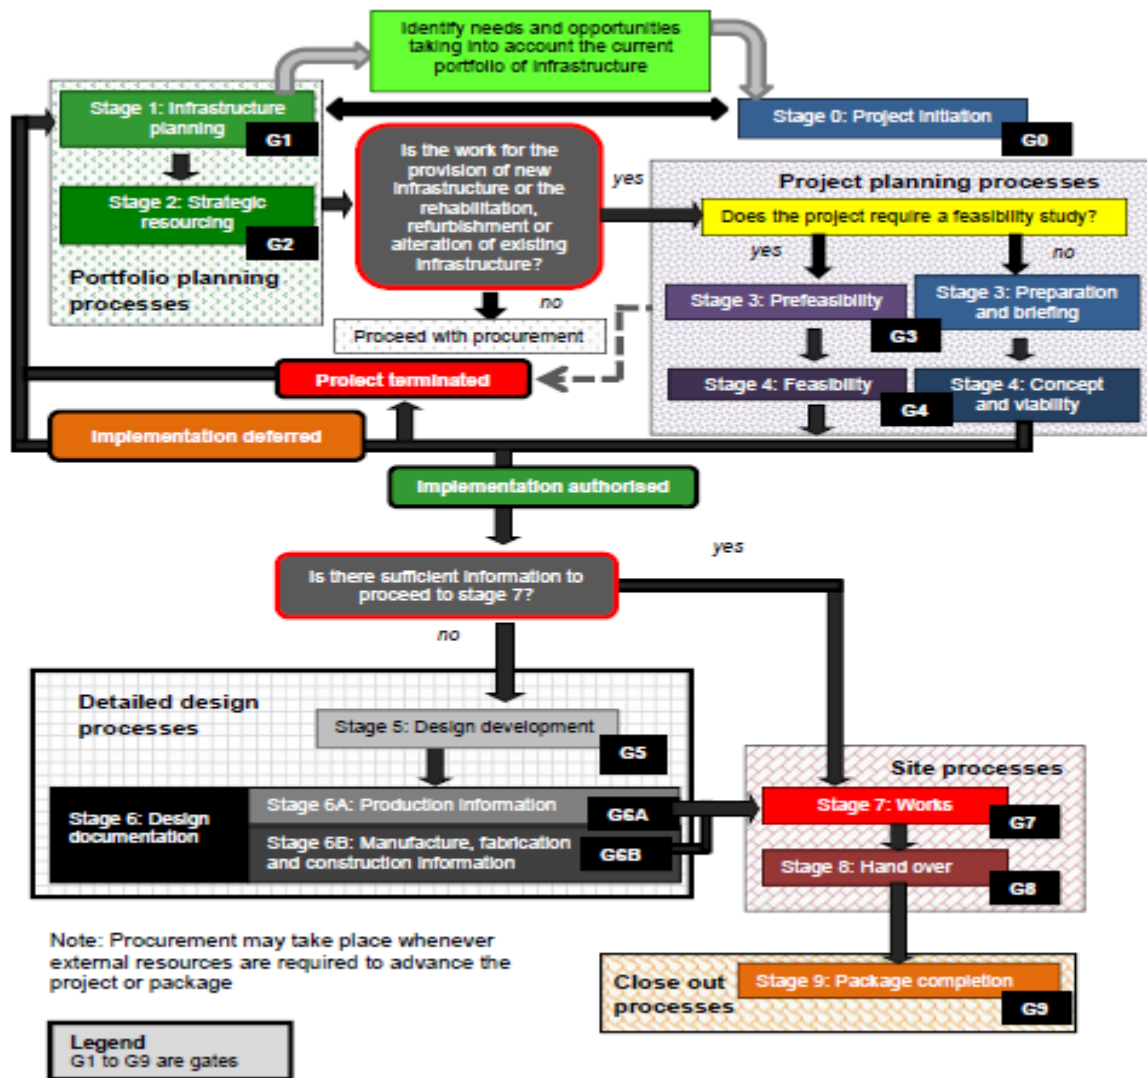 Identify needs and opportunities
taking into account the current
portfolio of infrastructure
Stage 1: Infrastructure
planning
G1
Stage 0: Project initiation
G0
Is the work for the
provision of new
infrastructure or the
rehabilitation,
refurbishment or
alteration of existing
infrastructure?
yes
Project planning processes
Does the project require a feasibility study?
Stage 2: Strategic
resourcing
G2
Portfolio planning
processes
yes
no
no
Stage 3: Prefeasibility
G3
Stage 3: Preparation
and briefing
Proceed with procurement
Project terminated
Stage 4: Feasibility
G4
Stage 4: Concept
and viability
Implementation deferred
Implementation authorised
Is there sufficient information to
proceed to stage 7?
yes
no
Detailed design
processes
Stage 5: Design development
G5
Stage 6: Design
documentation
Stage 6A: Production information
G6A
Stage 6B: Manufacture, fabrication
and construction information
G6B
Site processes
Stage 7: Works
G7
Stage 8: Hand over
G8
Note: Procurement may take place whenever
external resources are required to advance the
project or package
Close out
processes
Stage 9: Package completion
G9
Legend
G1 to G9 are gates